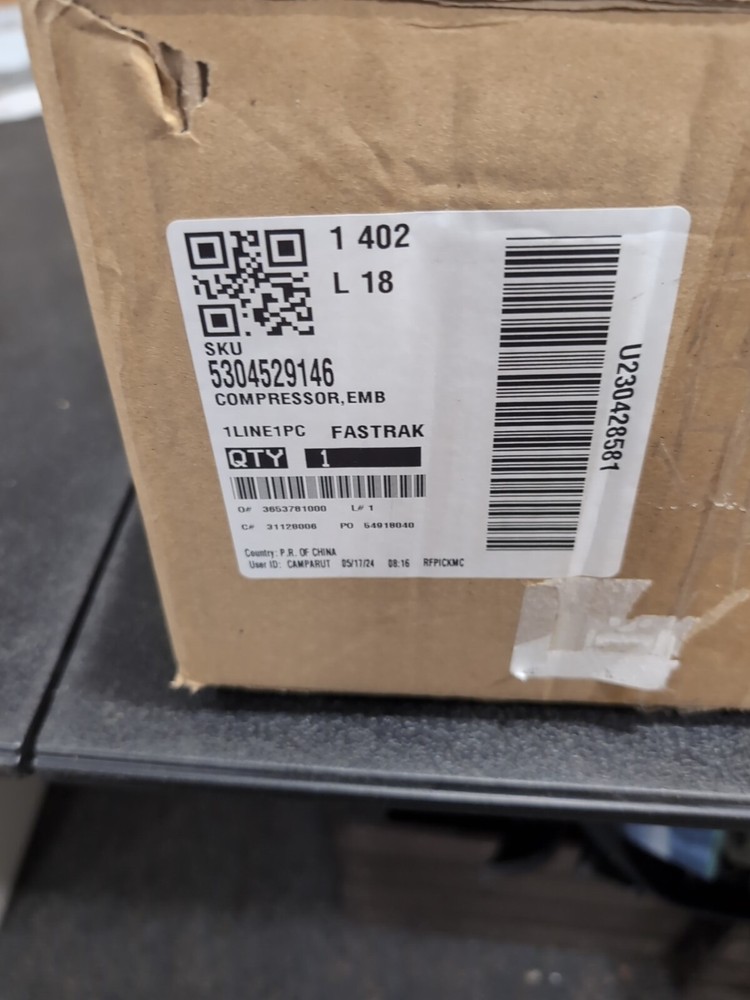 1 402
L 18
SKU
5304529146
COMPRESSOR,EMB
1LINE1PC FASTRAK
QTY 1
O# 3653781000 L# 1
C# 31128006 PO 54918040
Country: P.R. OF CHINA
User ID: CAMPARUT 05/17/24 08:16 RFPICKMC
U230428581